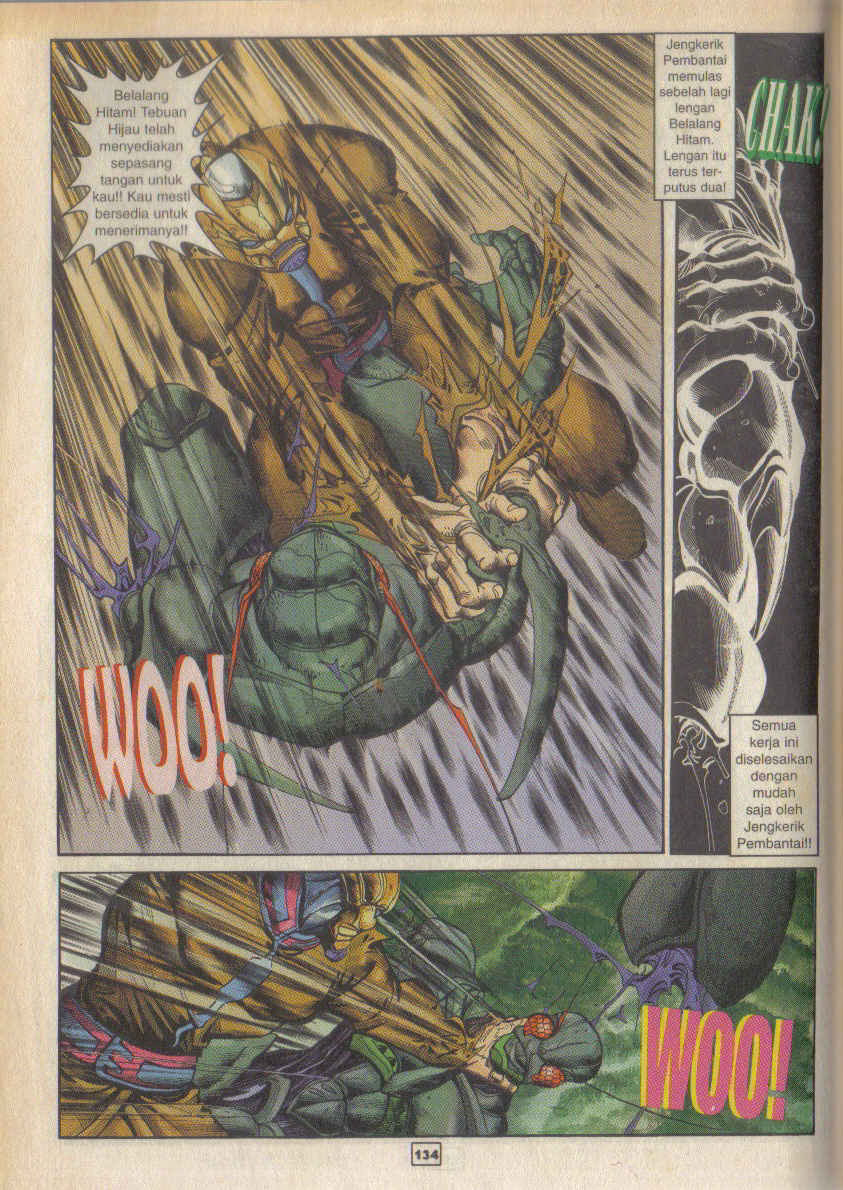 Belalang
Hitam! Tebuan
Hijau telah
menyediakan
sepasang
tangan untuk
kau!! Kau mesti
bersedia untuk
menerimanya!!
Jengkerik
Pembantai
memulas
sebelah lagi
lengan
Belalang
Hitam.
Lengan itu
terus ter-
putus dua!
CHAK!
WOO!
Semua
kerja ini
diselesaikan
dengan
mudah
saja oleh
Jengkerik
Pembantai!!
WOO!
134